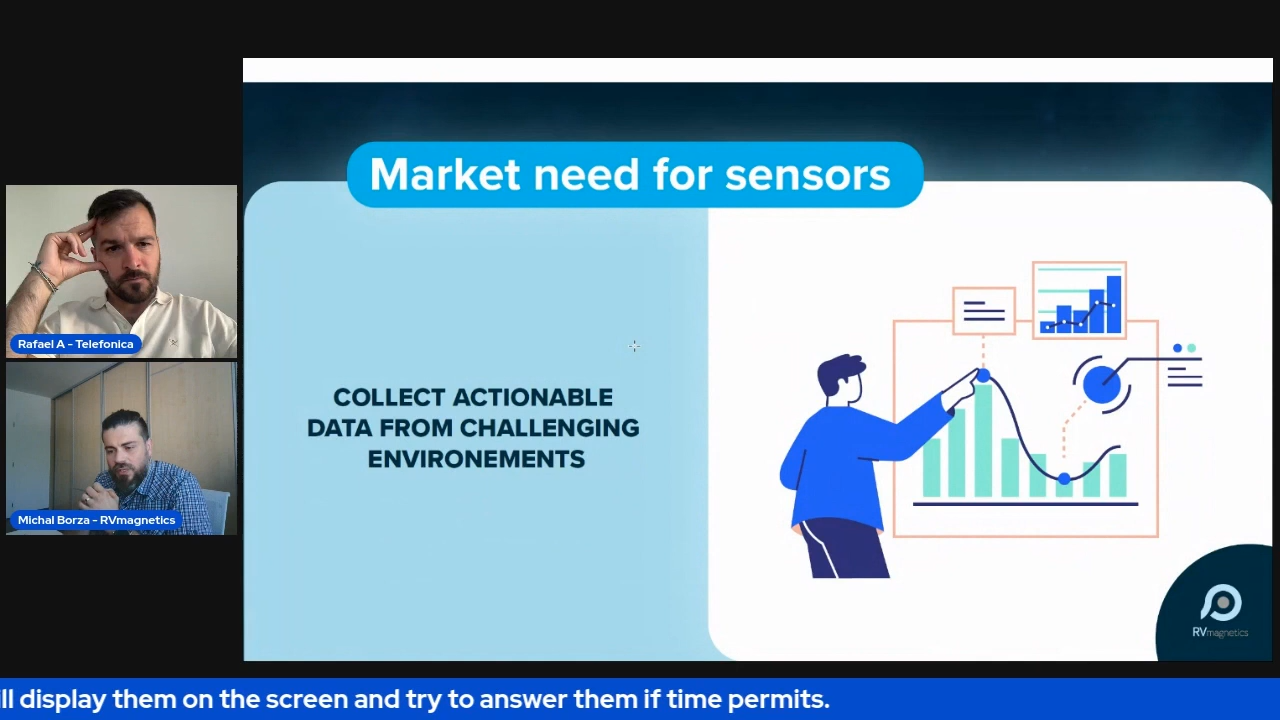 Market need for sensors
COLLECT ACTIONABLE
DATA FROM CHALLENGING
ENVIRONEMENTS
RVmagnetics
Rafael A - Telefonica
Michal Borza - RVmagnetics
ll display them on the screen and try to answer them if time permits.